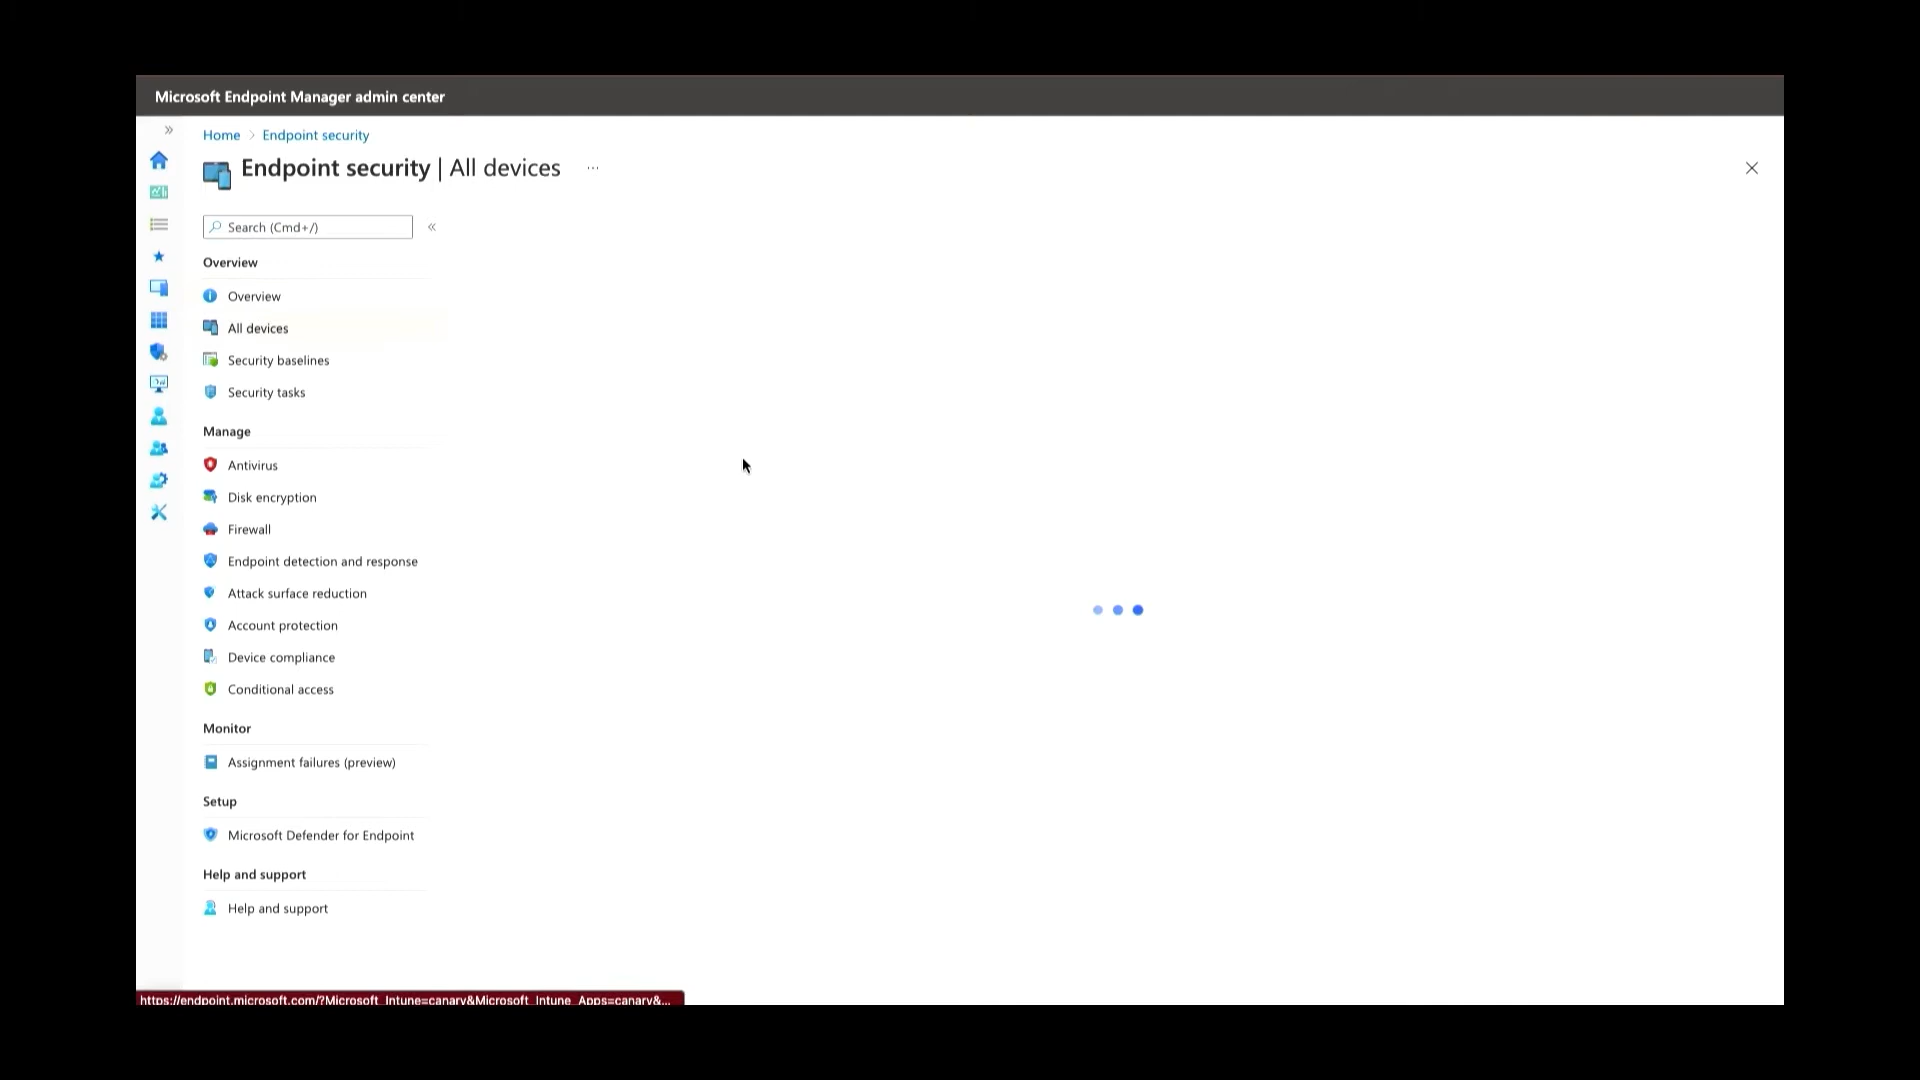 Microsoft Endpoint Manager admin center
Home > Endpoint security
Endpoint security | All devices ...
Search (Cmd+/)
Overview
Overview
All devices
Security baselines
Security tasks
Manage
Antivirus
Disk encryption
Firewall
Endpoint detection and response
Attack surface reduction
Account protection
Device compliance
Conditional access
Monitor
Assignment failures (preview)
Setup
Microsoft Defender for Endpoint
Help and support
Help and support
https://endpoint.microsoft.com/?Microsoft_Intune=canary&Microsoft_Intune_Apps=canary&...